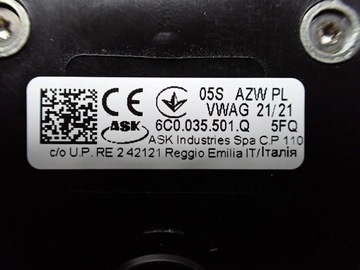 05S AZW PL
CE VWAG 21/21
ASK 6C0.035.501.Q 5FQ
ASK Industries Spa C.P 110
c/o U.P. RE 2 42121 Reggio Emilia IT/Італія